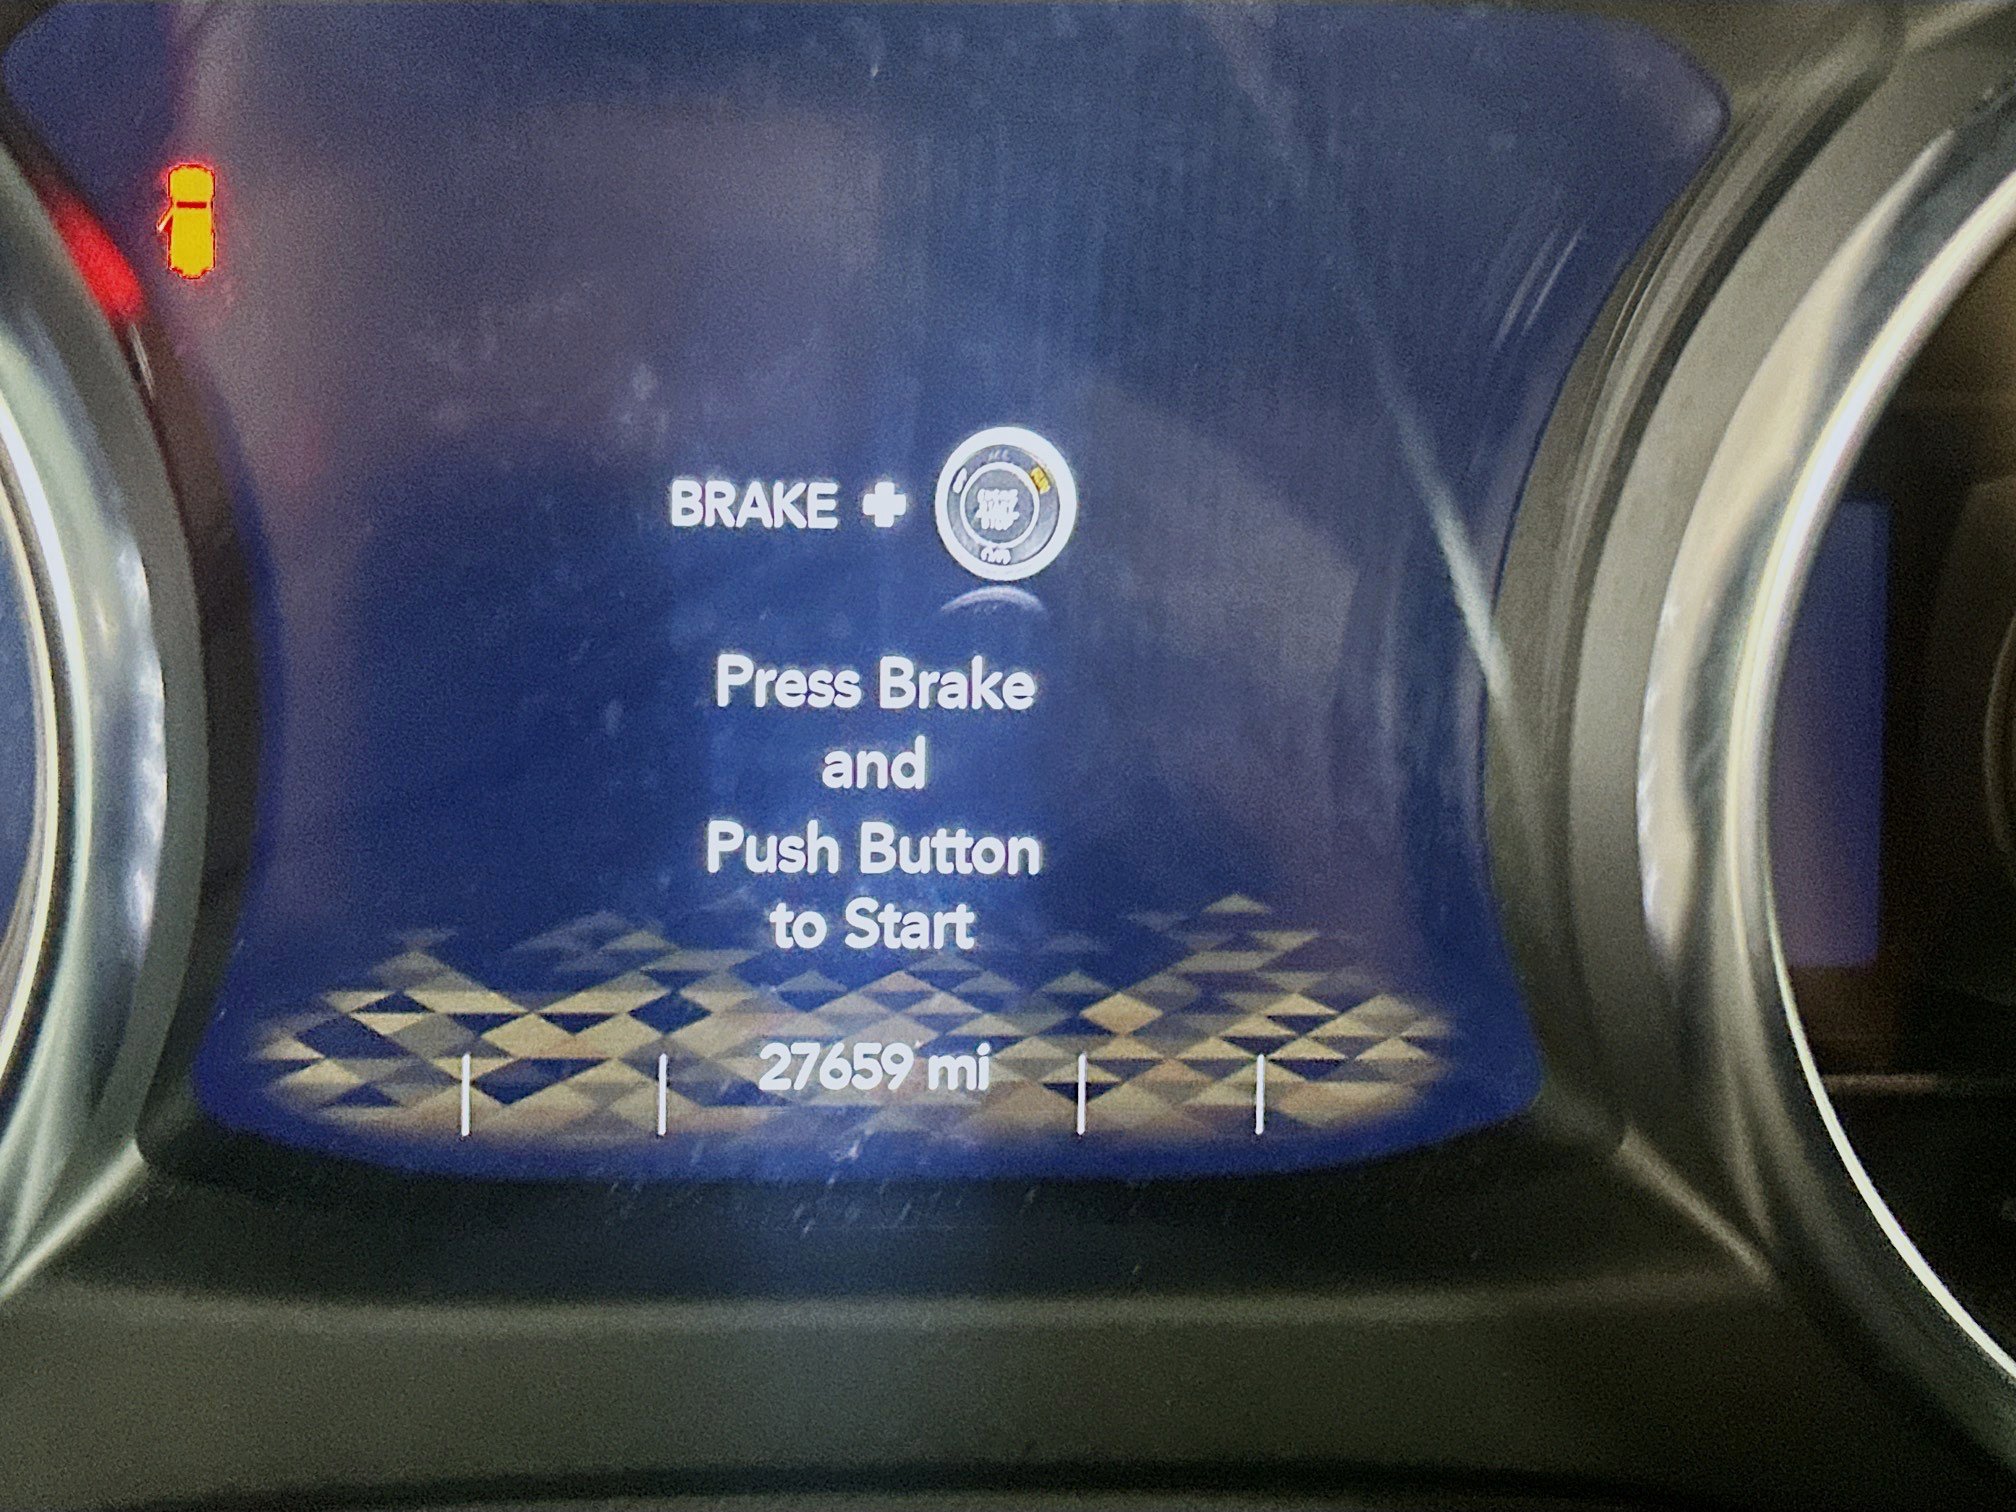 BRAKE +
Press Brake
and
Push Button
to Start
27659 mi